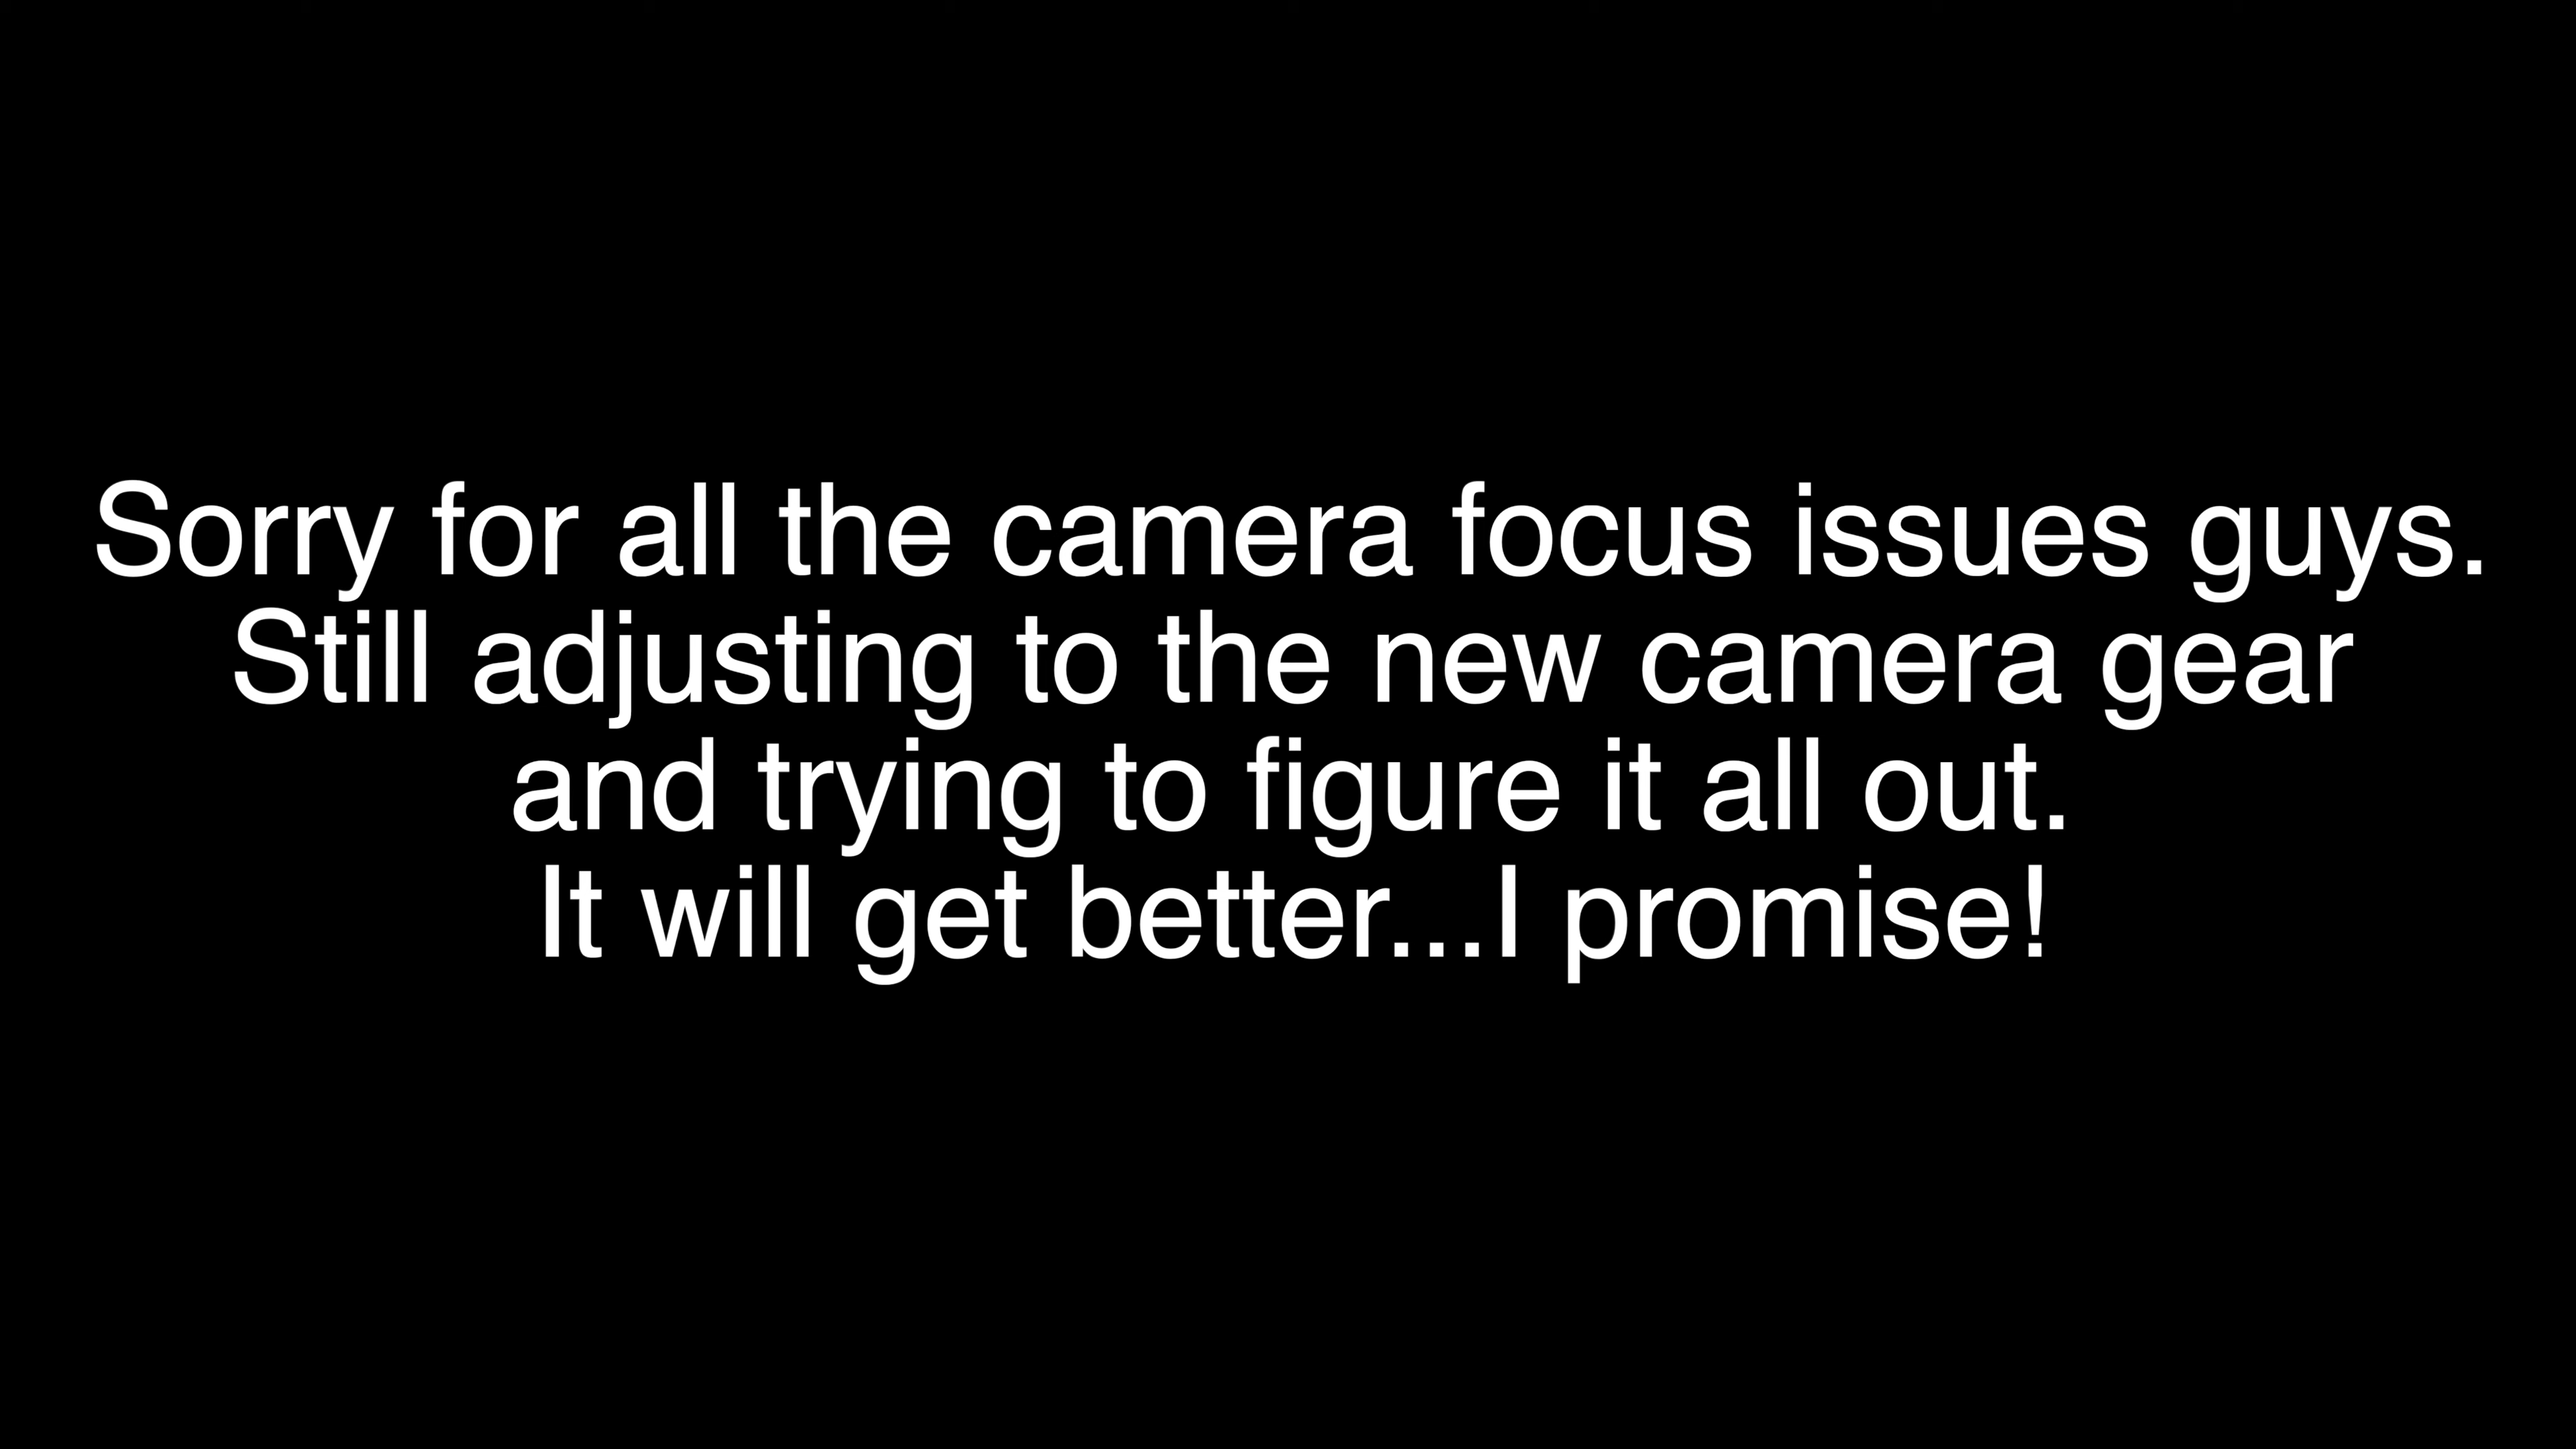 Sorry for all the camera focus issues guys.
Still adjusting to the new camera gear
and trying to figure it all out.
It will get better...I promise!